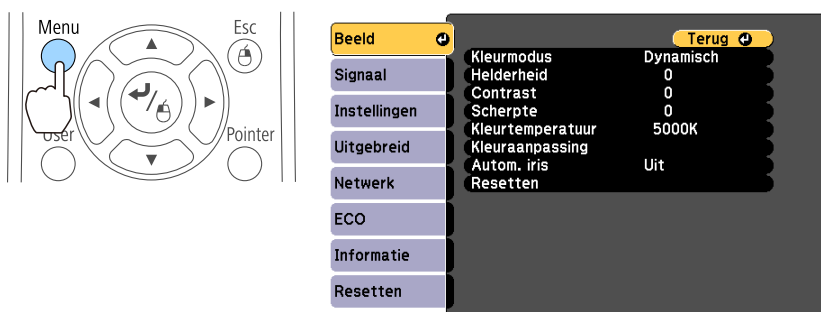 Menu
Esc
User
Pointer
Beeld
Signaal
Instellingen
Uitgebreid
Netwerk
ECO
Informatie
Resetten
Terug
Kleurmodus Dynamisch
Helderheid 0
Contrast 0
Scherpte 0
Kleurtemperatuur 5000K
Kleuraanpassing
Autom. iris Uit
Resetten